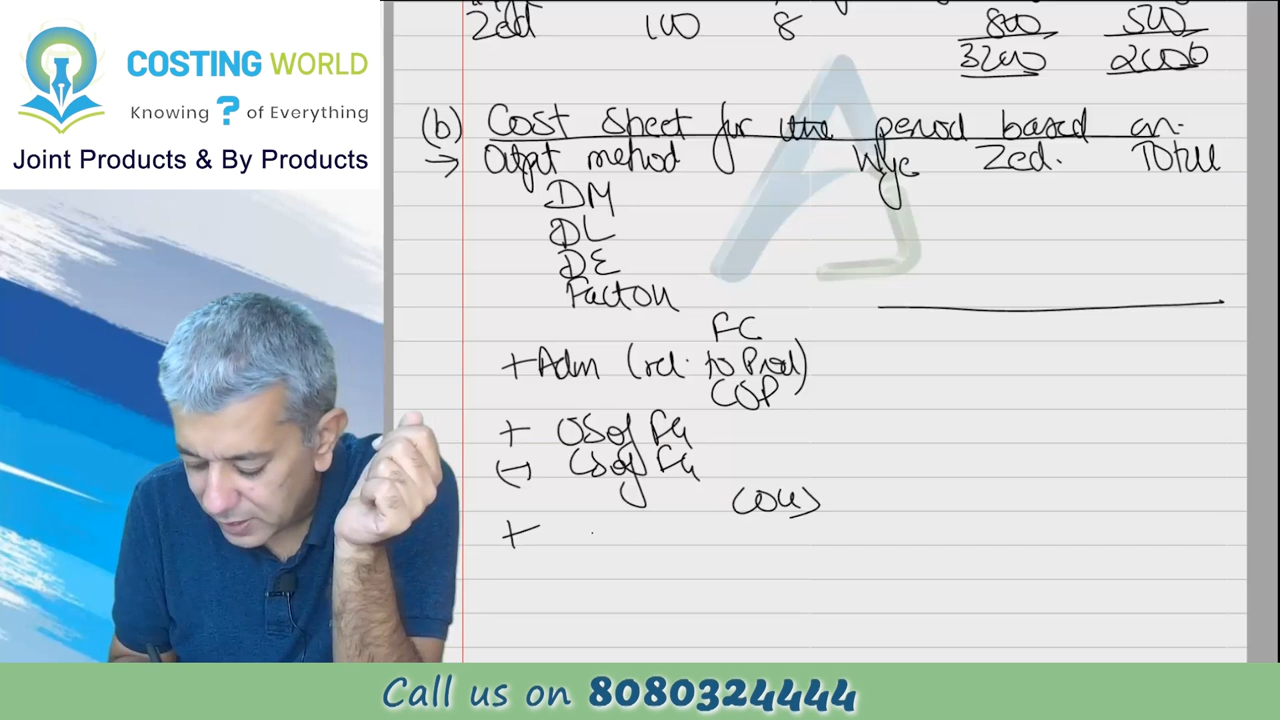 COSTING WORLD
Knowing ? of Everything
Joint Products & By Products
Zed 100 8 800 500
3200 2000
(b) Cost Sheet for the period based on.
→ Output method Wye Zed. Total
DM
DL
DE
Fact OH
FC
+ Adm (rel. to Prod)
COP
+ OS of FG
(-) CS of FG
COGS
+
Call us on 8080324444